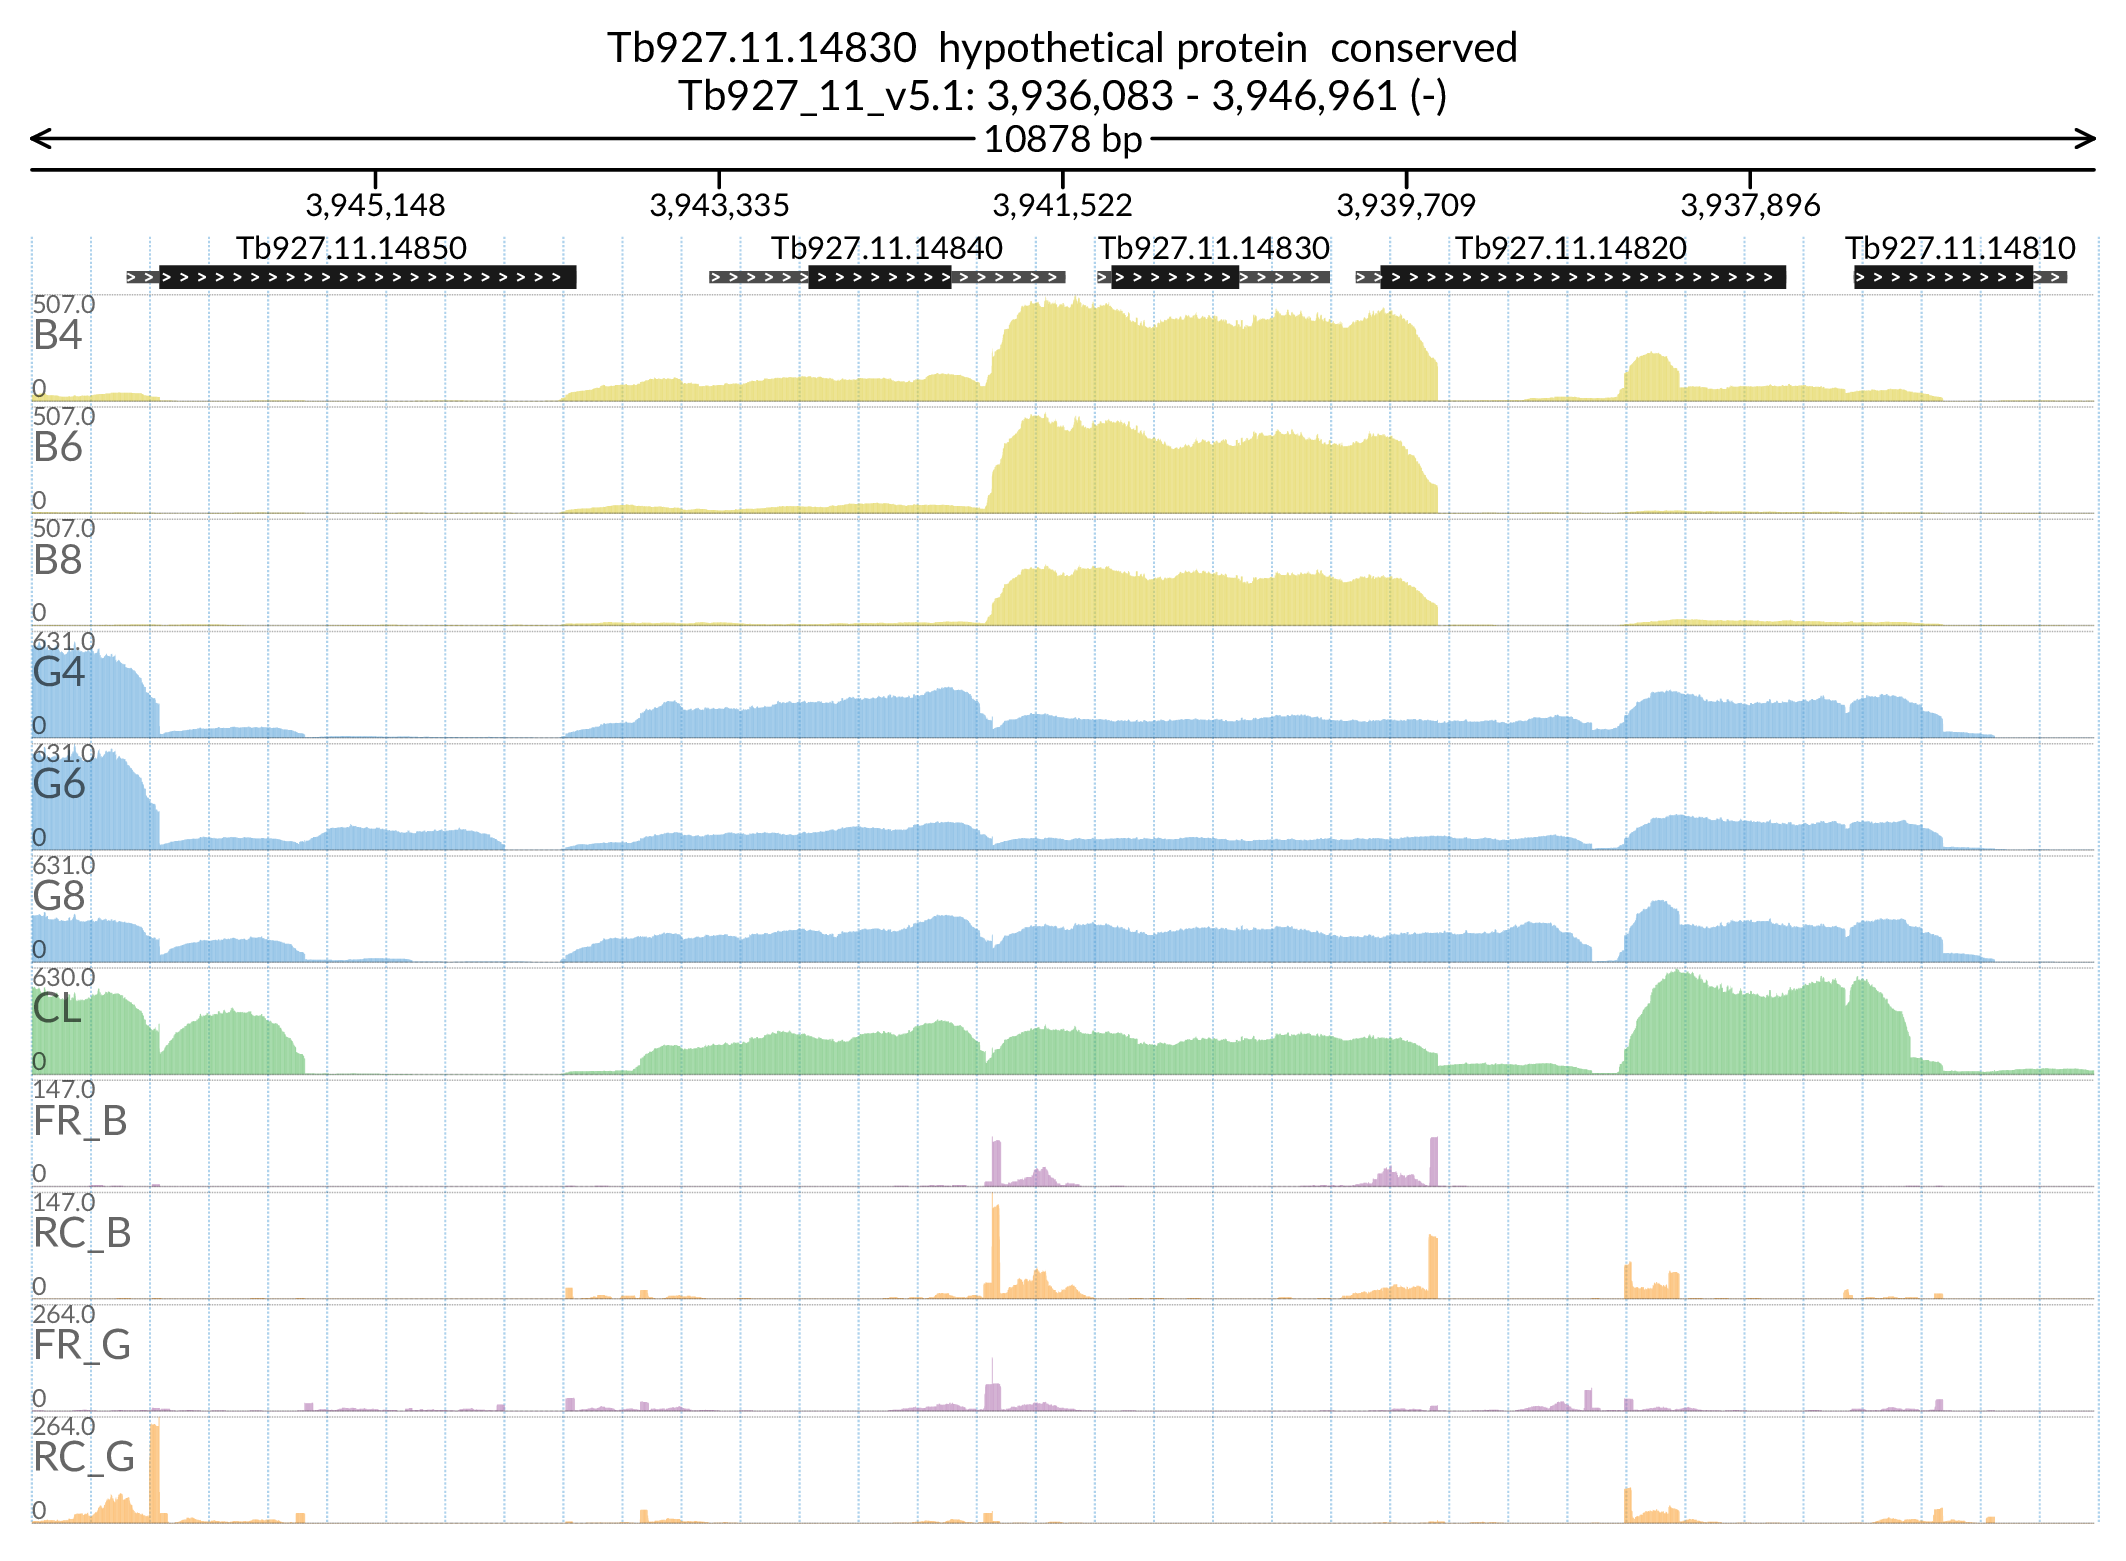 Tb927.11.14830 hypothetical protein conserved
Tb927_11_v5.1: 3,936,083 - 3,946,961 (-)
10878 bp
3,945,148 3,943,335 3,941,522 3,939,709 3,937,896
Tb927.11.14850 Tb927.11.14840 Tb927.11.14830 Tb927.11.14820 Tb927.11.14810
507.0
B4
0
507.0
B6
0
507.0
B8
0
631.0
G4
0
631.0
G6
0
631.0
G8
0
630.0
CL
0
147.0
FR_B
0
147.0
RC_B
0
264.0
FR_G
0
264.0
RC_G
0